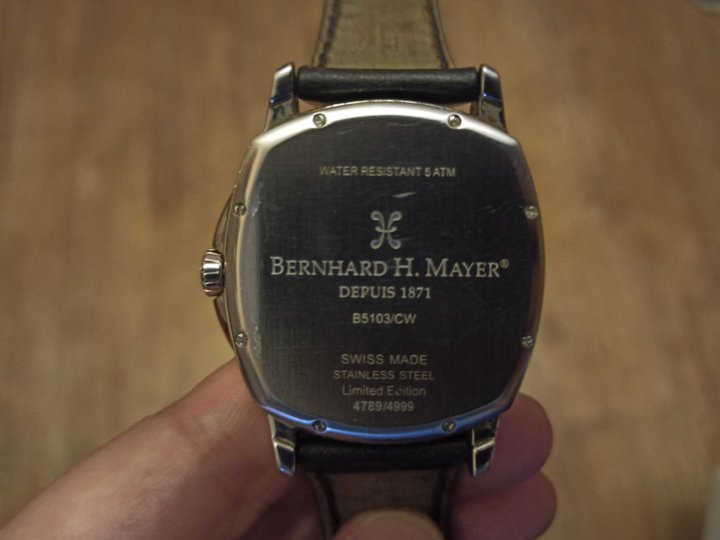 WATER RESISTANT 5 ATM
BERNHARD H. MAYER®
DEPUIS 1871
B5103/CW
SWISS MADE
STAINLESS STEEL
Limited Edition
4789/4999